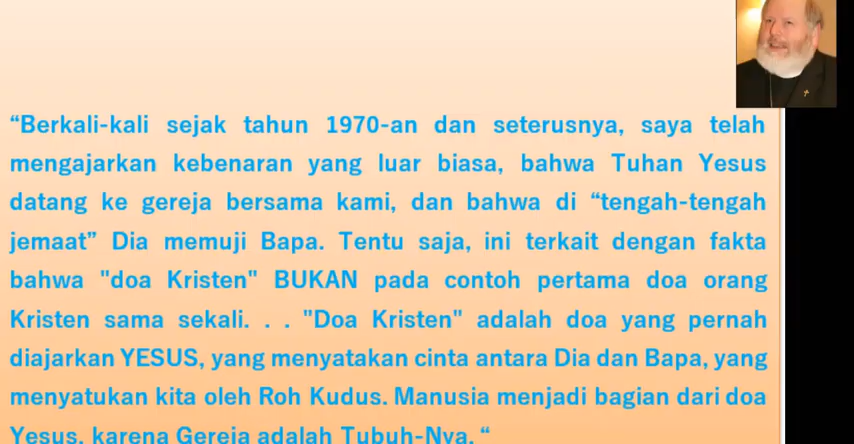 “Berkali-kali sejak tahun 1970-an dan seterusnya, saya telah
mengajarkan kebenaran yang luar biasa, bahwa Tuhan Yesus
datang ke gereja bersama kami, dan bahwa di “tengah-tengah
jemaat” Dia memuji Bapa. Tentu saja, ini terkait dengan fakta
bahwa "doa Kristen" BUKAN pada contoh pertama doa orang
Kristen sama sekali. . . "Doa Kristen" adalah doa yang pernah
diajarkan YESUS, yang menyatakan cinta antara Dia dan Bapa, yang
menyatukan kita oleh Roh Kudus. Manusia menjadi bagian dari doa
Yesus, karena Gereja adalah Tubuh-Nya. “